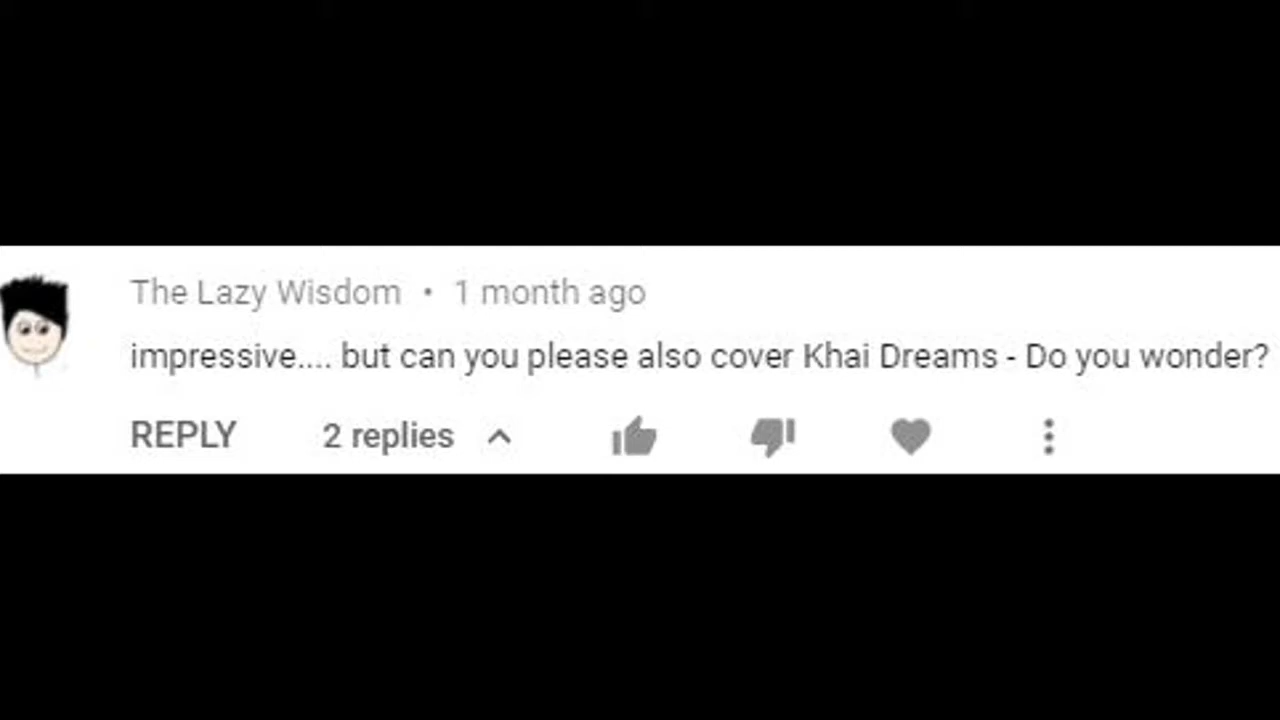 The Lazy Wisdom • 1 month ago
impressive.... but can you please also cover Khai Dreams - Do you wonder?
REPLY 2 replies